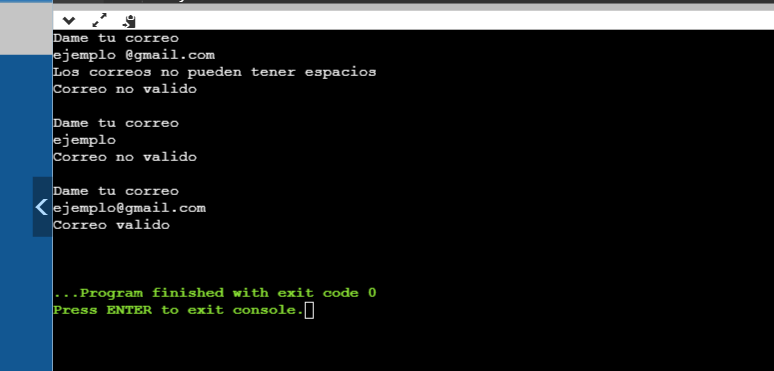 Dame tu correo
ejemplo @gmail.com
Los correos no pueden tener espacios
Correo no valido
Dame tu correo
ejemplo
Correo no valido
Dame tu correo
ejemplo@gmail.com
Correo valido
...Program finished with exit code 0
Press ENTER to exit console.